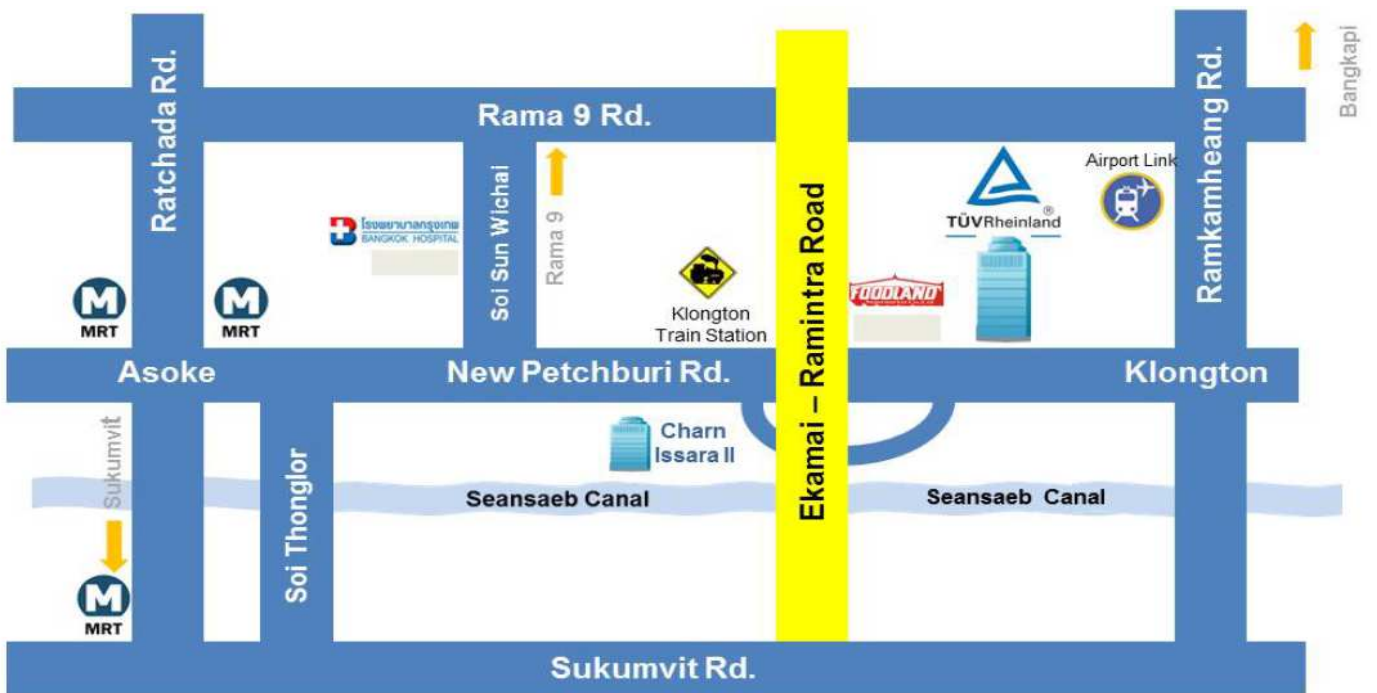 Ratchada Rd.
Ramkamheang Rd.
Bangkapi
Rama 9 Rd.
Ekamai – Ramintra Road
Soi Sun Wichai
Rama 9
โรงพยาบาลกรุงเทพ
BANGKOK HOSPITAL
TÜVRheinland
®
Airport Link
M
MRT
M
MRT
Klongton
Train Station
FOODLAND
Asoke
New Petchburi Rd.
Klongton
Sukumvit
Soi Thonglor
Charn
Issara II
Seansaeb Canal
Seansaeb Canal
M
MRT
Sukumvit Rd.